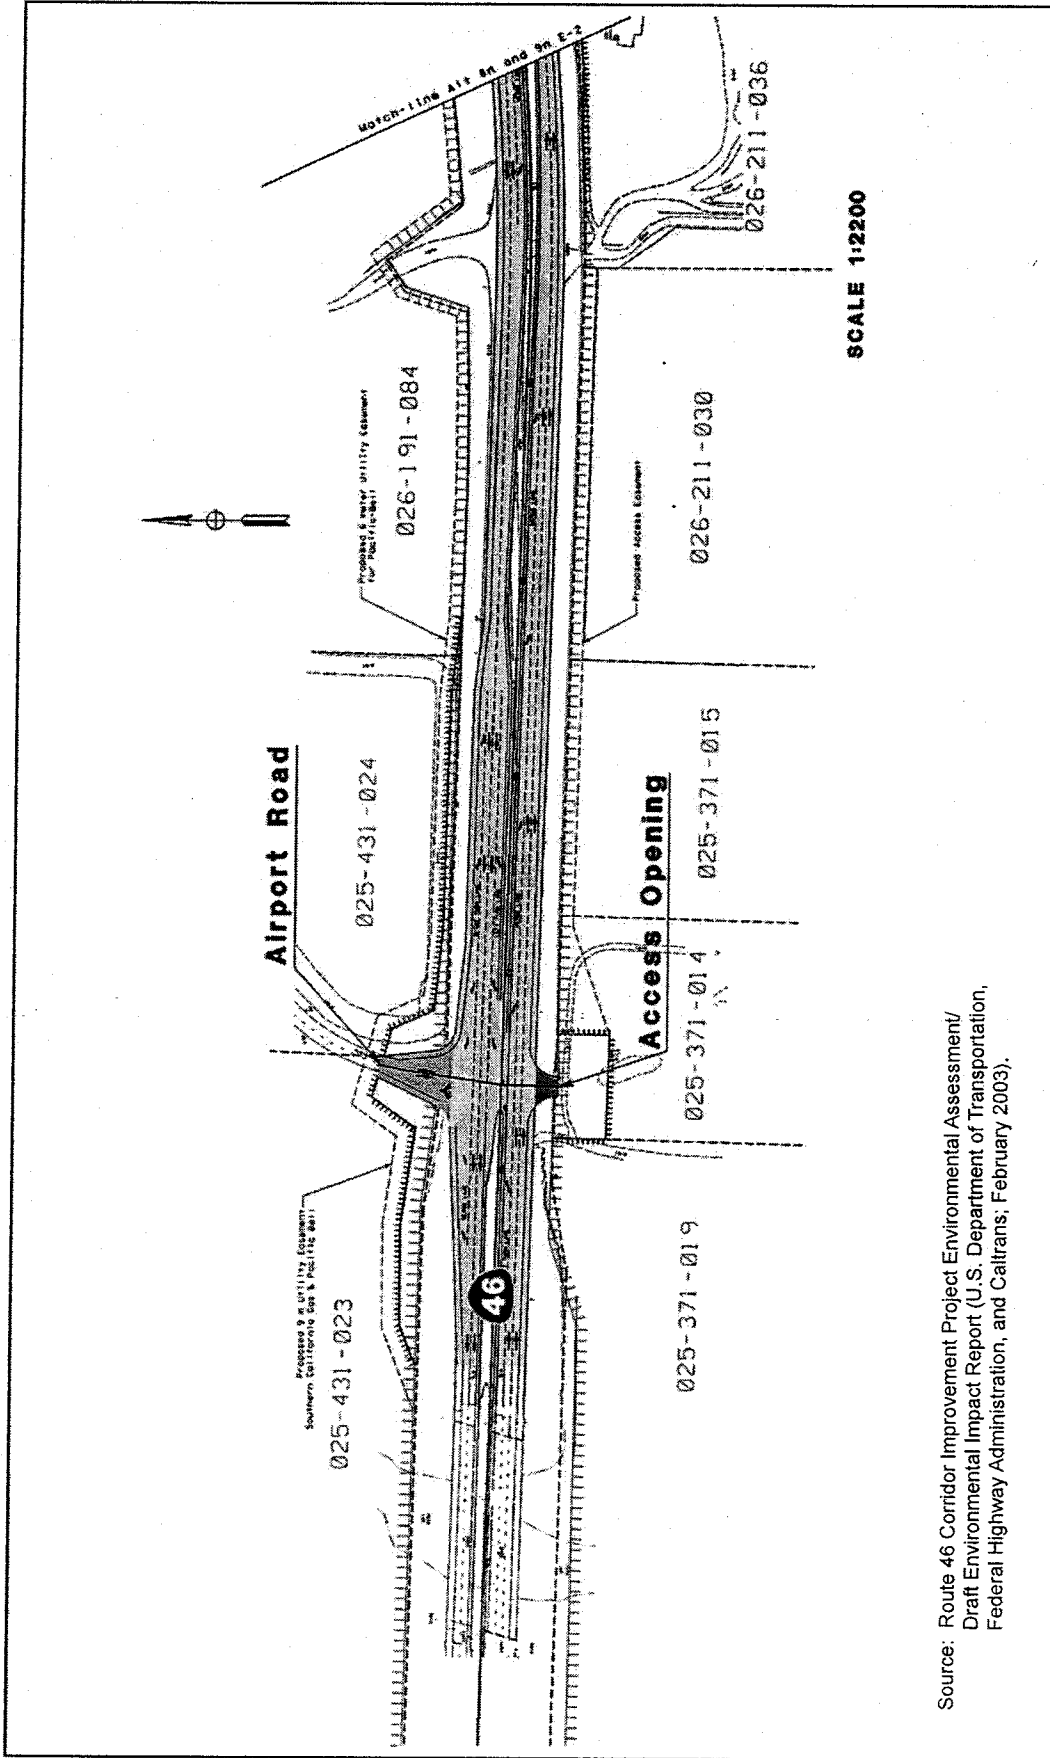 Match-line Alt 8n and 9n E-2
Proposed 6 meter Utility Easement
for Pacific Bell
026-191-084
Airport Road
025-431-024
Proposed 9 m Utility Easement
Southern California Gas & Pacific Bell
025-431-023
46
026-211-036
026-211-030
Proposed Access Easement
025-371-015
Access Opening
025-371-014
025-371-019
SCALE 1:2200
Source: Route 46 Corridor Improvement Project Environmental Assessment/
Draft Environmental Impact Report (U.S. Department of Transportation,
Federal Highway Administration, and Caltrans; February 2003).